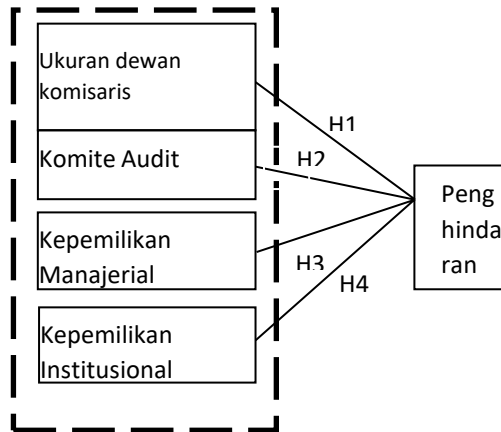 Ukuran dewan
komisaris
H1
Komite Audit
H2
Peng
hinda
ran
Kepemilikan
Manajerial
H3
H4
Kepemilikan
Institusional